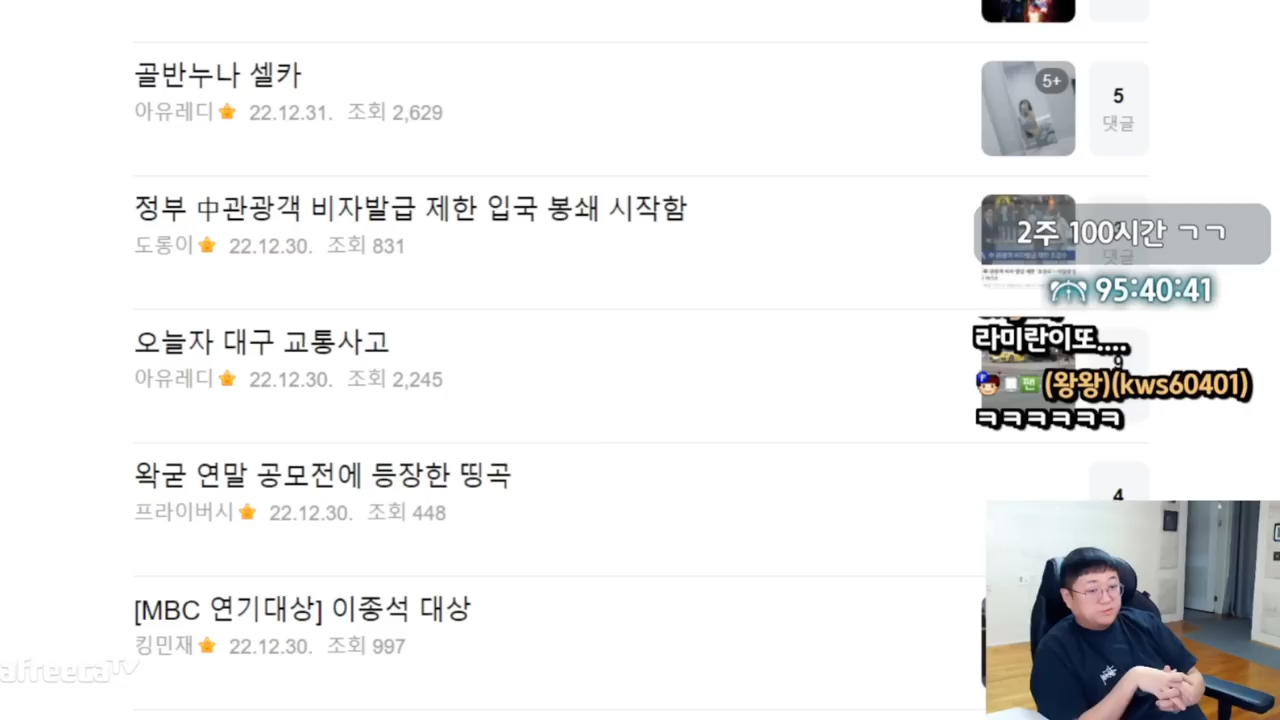 골반누나 셀카
아유레디 22.12.31. 조회 2,629
5+
5
댓글
정부 中관광객 비자발급 제한 입국 봉쇄 시작함
도롱이 22.12.30. 조회 831
2주 100시간 ㄱㄱ
댓글
95:40:41
오늘자 대구 교통사고
아유레디 22.12.30. 조회 2,245
라미란이또....
9
팬 (왕왕)(kws60401)
ㅋㅋㅋㅋㅋㅋ
왁굳 연말 공모전에 등장한 띵곡
프라이버시 22.12.30. 조회 448
4
[MBC 연기대상] 이종석 대상
킹민재 22.12.30. 조회 997
afreecaTV